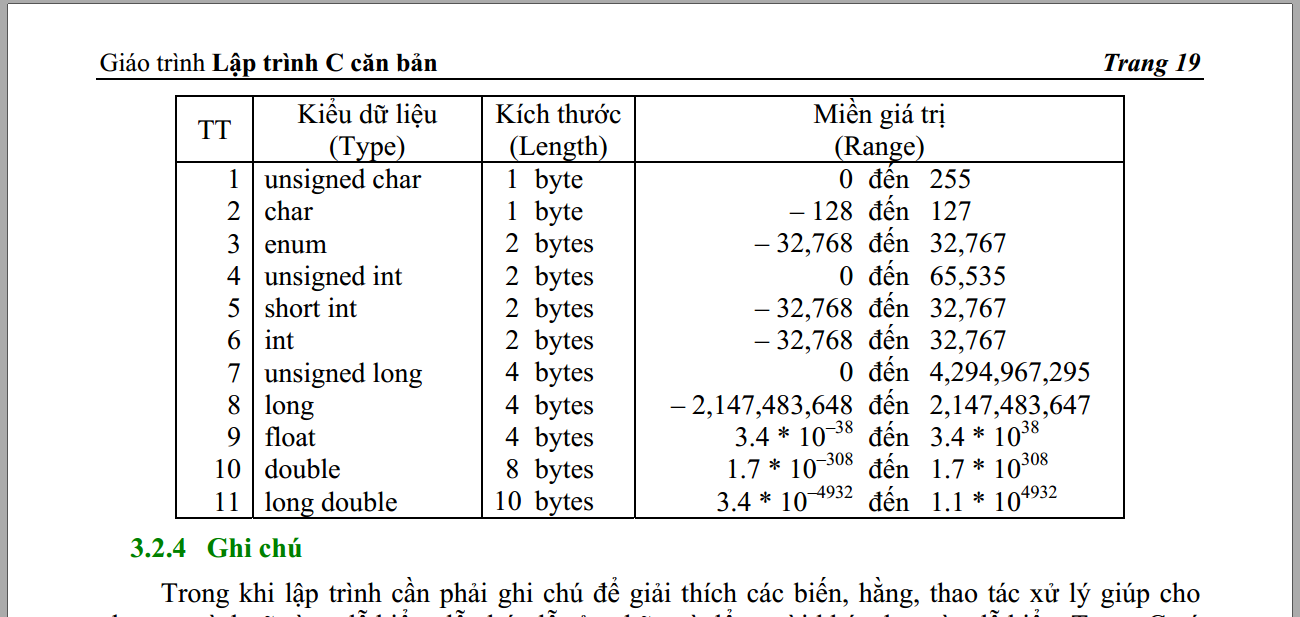 Giáo trình Lập trình C căn bản Trang 19
TT Kiểu dữ liệu (Type) Kích thước (Length) Miền giá trị (Range)
1 unsigned char 1 byte 0 đến 255
2 char 1 byte – 128 đến 127
3 enum 2 bytes – 32,768 đến 32,767
4 unsigned int 2 bytes 0 đến 65,535
5 short int 2 bytes – 32,768 đến 32,767
6 int 2 bytes – 32,768 đến 32,767
7 unsigned long 4 bytes 0 đến 4,294,967,295
8 long 4 bytes – 2,147,483,648 đến 2,147,483,647
9 float 4 bytes 3.4 * 10⁻³⁸ đến 3.4 * 10³⁸
10 double 8 bytes 1.7 * 10⁻³⁰⁸ đến 1.7 * 10³⁰⁸
11 long double 10 bytes 3.4 * 10⁻⁴⁹³² đến 1.1 * 10⁴⁹³²
3.2.4 Ghi chú
Trong khi lập trình cần phải ghi chú để giải thích các biến, hằng, thao tác xử lý giúp cho